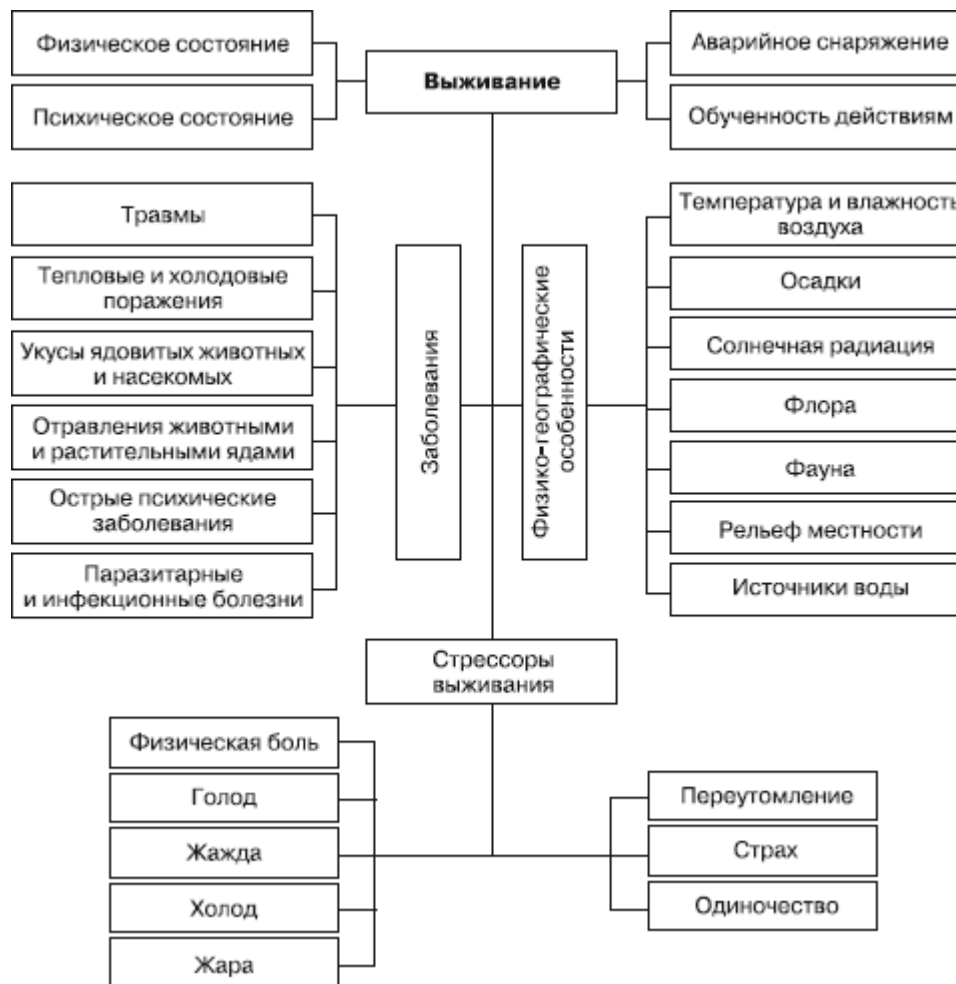 Физическое состояние
Психическое состояние
Выживание
Аварийное снаряжение
Обученность действиям
Травмы
Тепловые и холодовые
поражения
Укусы ядовитых животных
и насекомых
Отравления животными
и растительными ядами
Острые психические
заболевания
Паразитарные
и инфекционные болезни
Заболевания
Физико-географические
особенности
Температура и влажность
воздуха
Осадки
Солнечная радиация
Флора
Фауна
Рельеф местности
Источники воды
Стрессоры
выживания
Физическая боль
Голод
Жажда
Холод
Жара
Переутомление
Страх
Одиночество